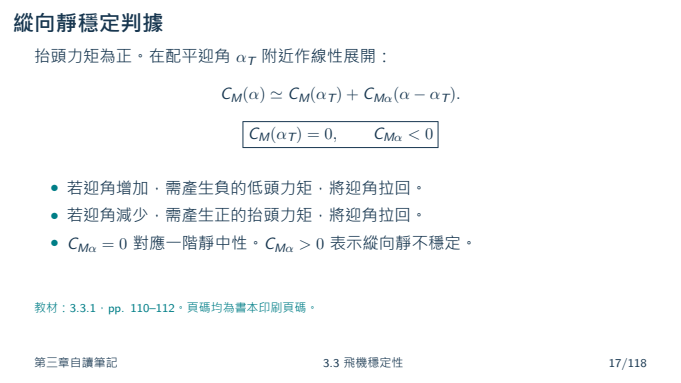 縱向靜穩定判據
抬頭力矩為正。在配平迎角 α_T 附近作線性展開：
C_M(α) ≃ C_M(α_T) + C_{Mα}(α − α_T).
C_M(α_T) = 0, C_{Mα} < 0
• 若迎角增加，需產生負的低頭力矩，將迎角拉回。
• 若迎角減少，需產生正的抬頭力矩，將迎角拉回。
• C_{Mα} = 0 對應一階靜中性。C_{Mα} > 0 表示縱向靜不穩定。
教材：3.3.1，pp. 110–112。頁碼均為書本印刷頁碼。
第三章自讀筆記 3.3 飛機穩定性 17/118